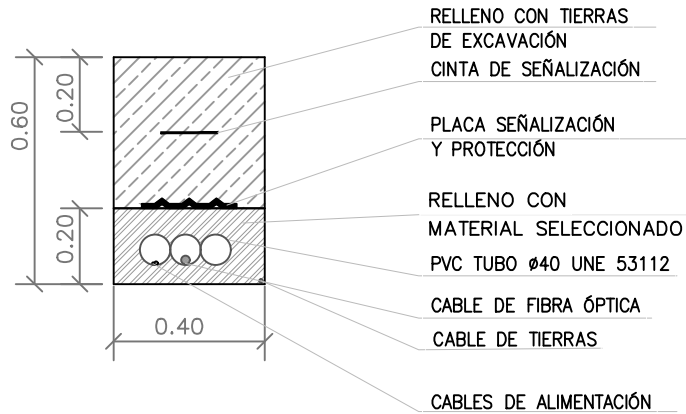 RELLENO CON TIERRAS
DE EXCAVACIÓN
CINTA DE SEÑALIZACIÓN
PLACA SEÑALIZACIÓN
Y PROTECCIÓN
RELLENO CON
MATERIAL SELECCIONADO
PVC TUBO ø40 UNE 53112
CABLE DE FIBRA ÓPTICA
CABLE DE TIERRAS
CABLES DE ALIMENTACIÓN
0.60
0.20
0.20
0.40